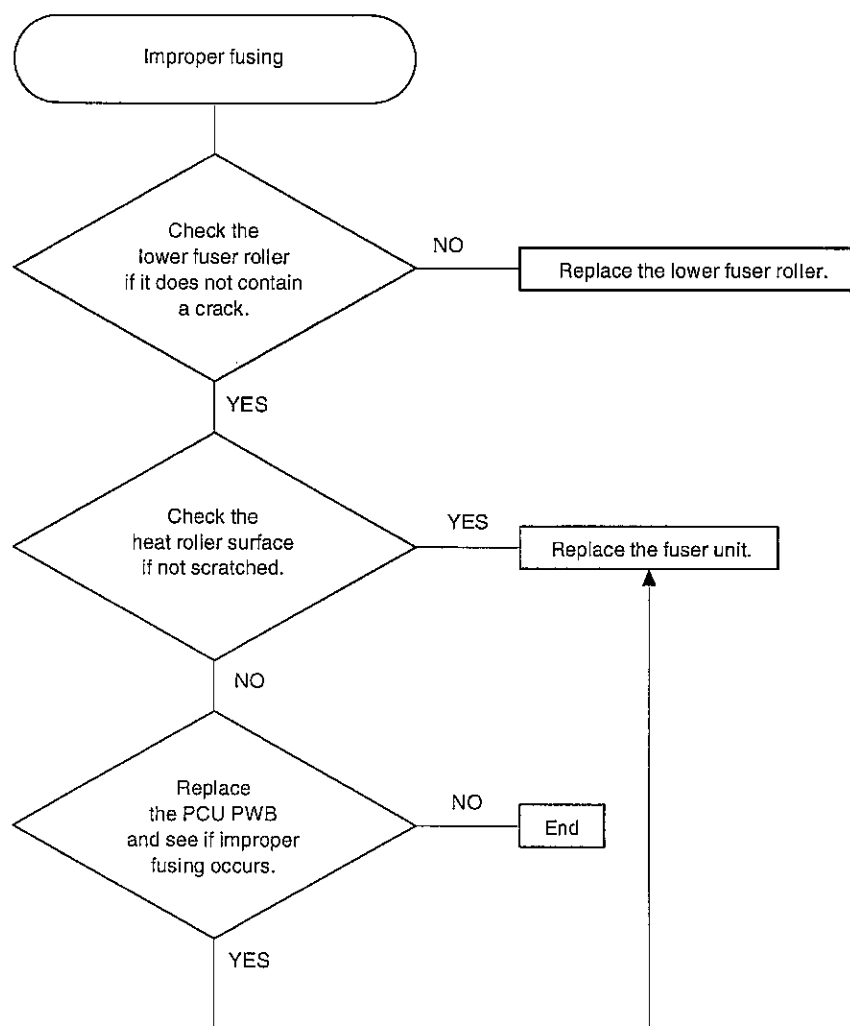 Improper fusing
Check the
lower fuser roller
if it does not contain
a crack.
NO
Replace the lower fuser roller.
YES
Check the
heat roller surface
if not scratched.
YES
Replace the fuser unit.
NO
Replace
the PCU PWB
and see if improper
fusing occurs.
NO
End
YES